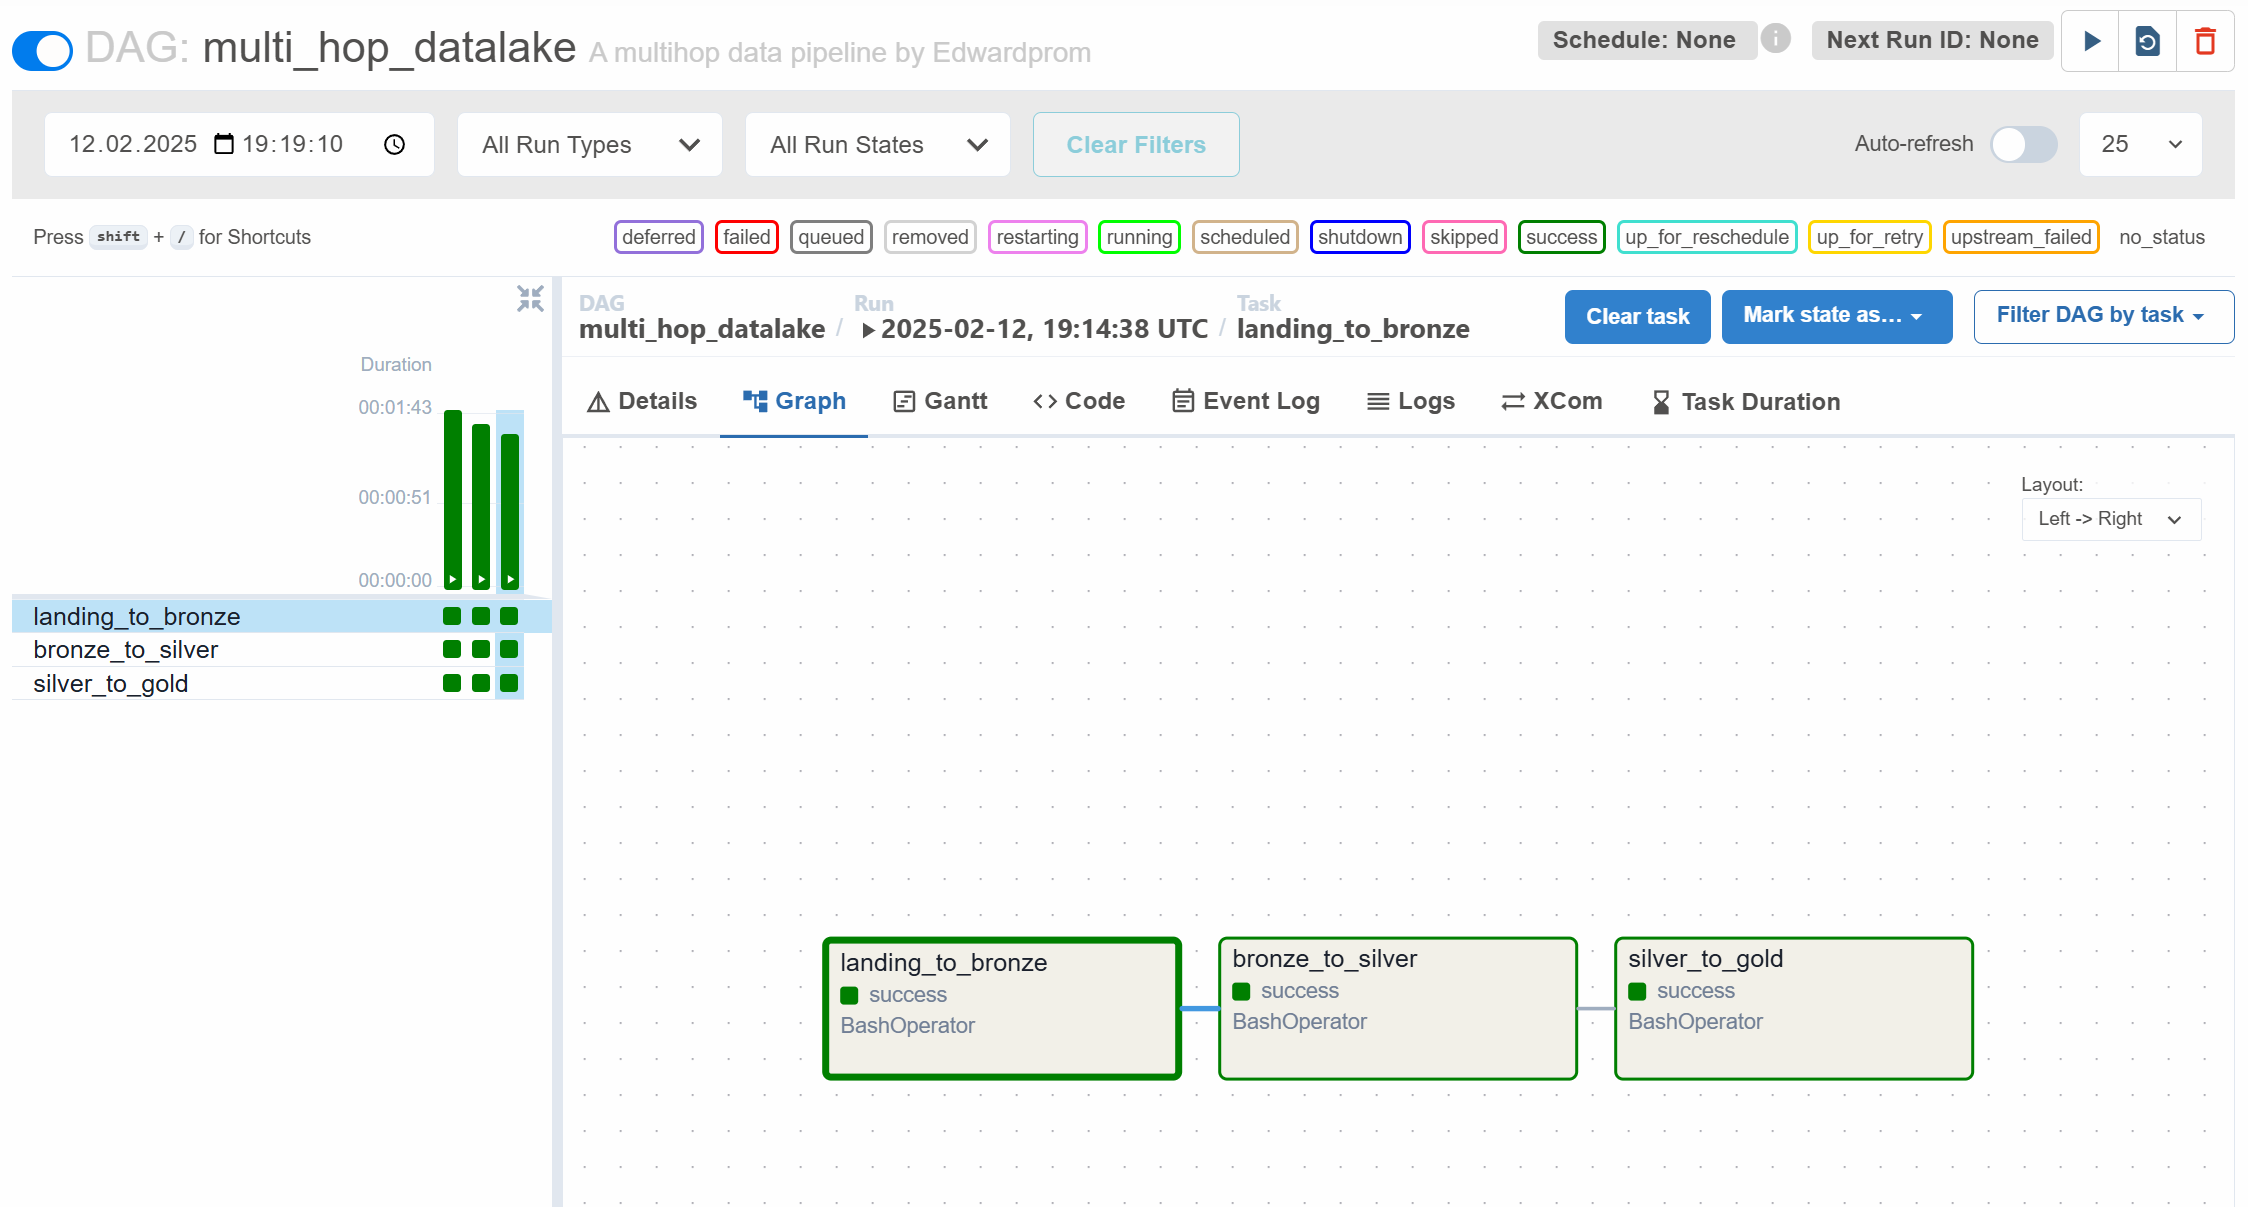 DAG: multi_hop_datalake A multihop data pipeline by Edwardprom
Schedule: None
Next Run ID: None
12.02.2025 19:19:10
All Run Types
All Run States
Clear Filters
Auto-refresh
25
Press shift + / for Shortcuts
deferred failed queued removed restarting running scheduled shutdown skipped success up_for_reschedule up_for_retry upstream_failed no_status
Duration
00:01:43
00:00:51
00:00:00
landing_to_bronze
bronze_to_silver
silver_to_gold
DAG
multi_hop_datalake /
Run
2025-02-12, 19:14:38 UTC /
Task
landing_to_bronze
Clear task
Mark state as...
Filter DAG by task
Details
Graph
Gantt
Code
Event Log
Logs
XCom
Task Duration
Layout:
Left -> Right
landing_to_bronze
success
BashOperator
bronze_to_silver
success
BashOperator
silver_to_gold
success
BashOperator